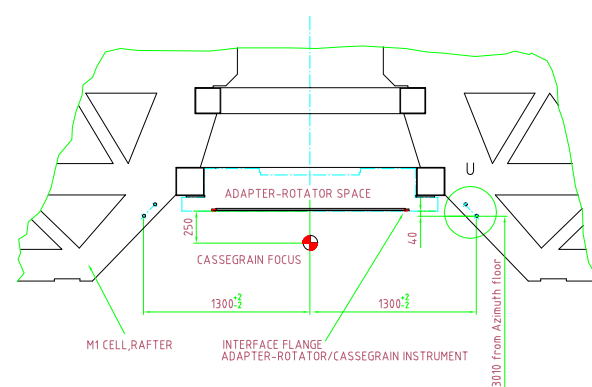 U
ADAPTER-ROTATOR SPACE
250
40
CASSEGRAIN FOCUS
3010 from Azimuth floor
1300+2-2
1300+2-2
M1 CELL,RAFTER
INTERFACE FLANGE
ADAPTER-ROTATOR/CASSEGRAIN INSTRUMENT